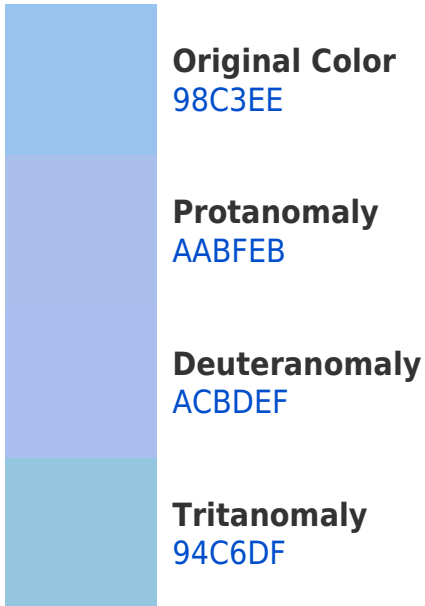 Original Color
98C3EE
Protanomaly
AABFEB
Deuteranomaly
ACBDEF
Tritanomaly
94C6DF